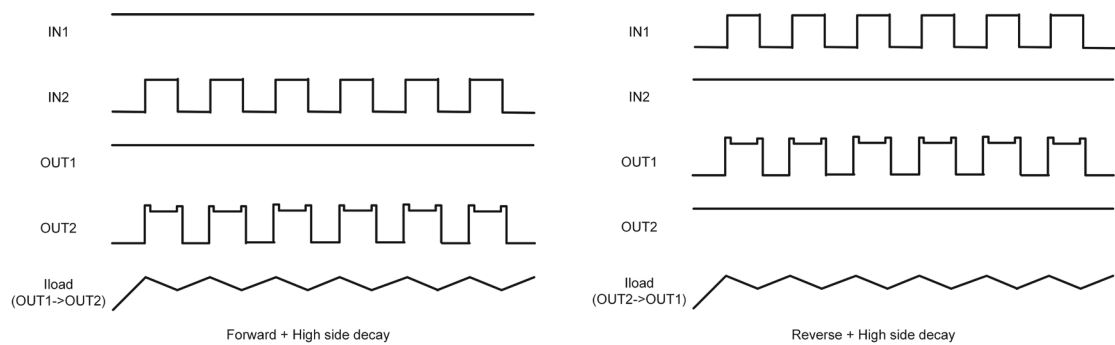 IN1
IN2
OUT1
OUT2
Iload
(OUT1->OUT2)
Forward + High side decay
IN1
IN2
OUT1
OUT2
Iload
(OUT2->OUT1)
Reverse + High side decay